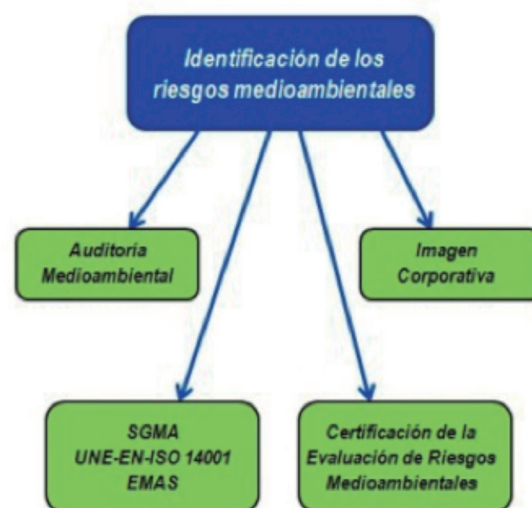 Identificación de los
riesgos medioambientales
Auditoría
Medioambiental
Imagen
Corporativa
SGMA
UNE-EN-ISO 14001
EMAS
Certificación de la
Evaluación de Riesgos
Medioambientales